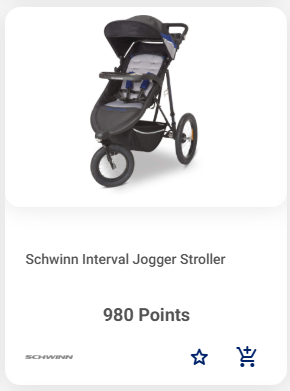 Schwinn Interval Jogger Stroller
980 Points
SCHWINN